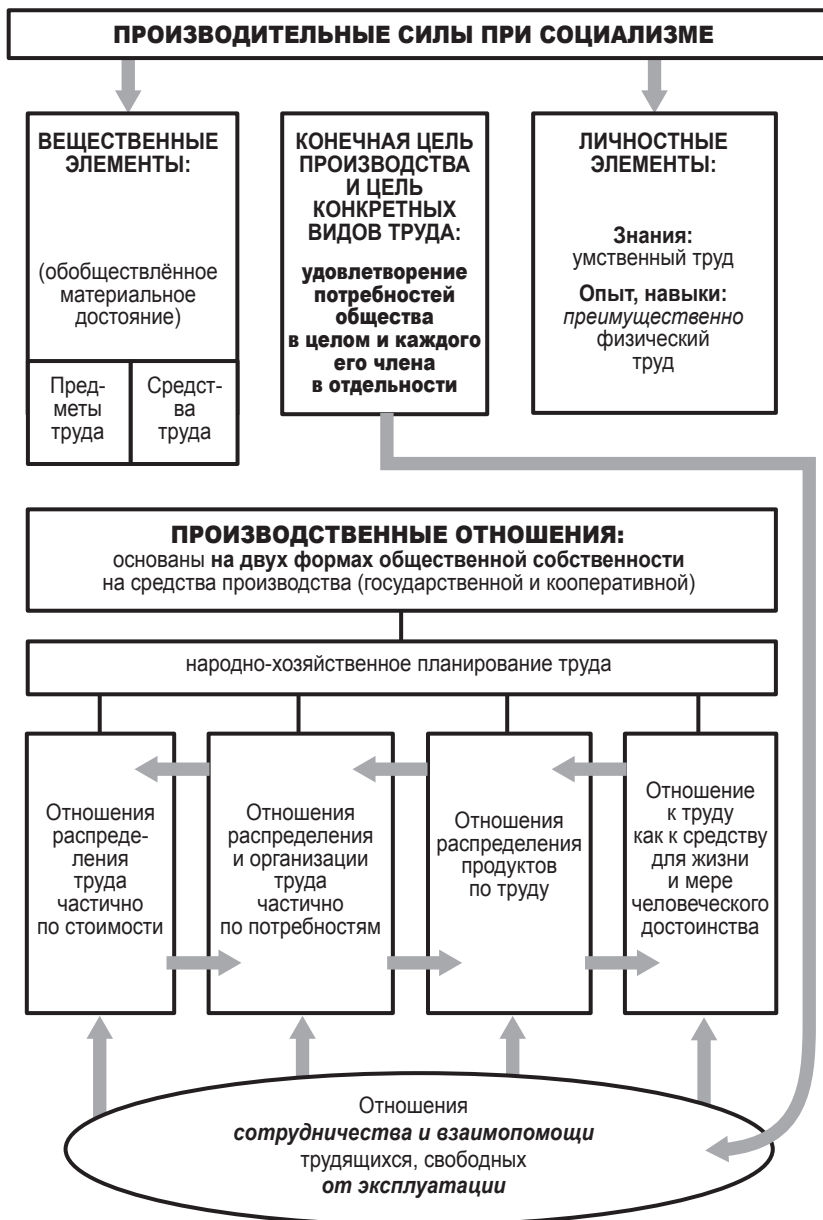 ПРОИЗВОДИТЕЛЬНЫЕ СИЛЫ ПРИ СОЦИАЛИЗМЕ
ВЕЩЕСТВЕННЫЕ
ЭЛЕМЕНТЫ:
(обобществлённое
материальное
достояние)
Пред-
меты
труда
Средст-
ва
труда
КОНЕЧНАЯ ЦЕЛЬ
ПРОИЗВОДСТВА
И ЦЕЛЬ
КОНКРЕТНЫХ
ВИДОВ ТРУДА:
удовлетворение
потребностей
общества
в целом и каждого
его члена
в отдельности
ЛИЧНОСТНЫЕ
ЭЛЕМЕНТЫ:
Знания:
умственный труд
Опыт, навыки:
преимущественно
физический
труд
ПРОИЗВОДСТВЕННЫЕ ОТНОШЕНИЯ:
основаны на двух формах общественной собственности
на средства производства (государственной и кооперативной)
народно-хозяйственное планирование труда
Отношения
распреде-
ления
труда
частично
по стоимости
Отношения
распределения
и организации
труда
частично
по потребностям
Отношения
распределения
продуктов
по труду
Отношение
к труду
как к средству
для жизни
и мере
человеческого
достоинства
Отношения
сотрудничества и взаимопомощи
трудящихся, свободных
от эксплуатации